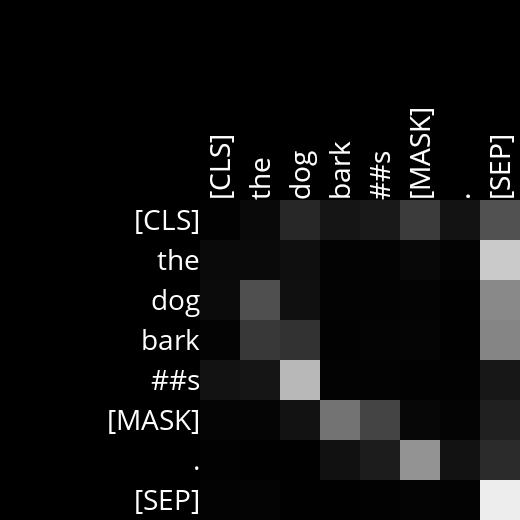 [CLS]
the
dog
bark
##s
[MASK]
.
[SEP]
[CLS]
the
dog
bark
##s
[MASK]
.
[SEP]